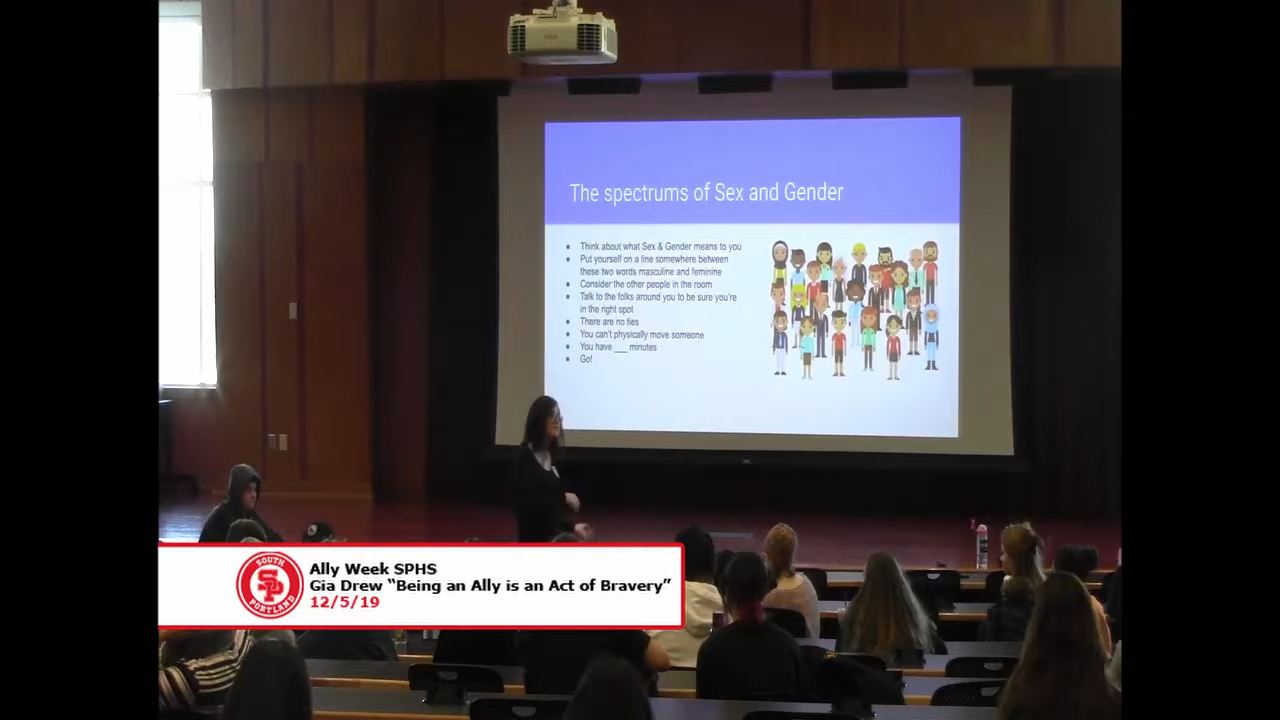 The spectrums of Sex and Gender
● Think about what Sex & Gender means to you
● Put yourself on a line somewhere between
these two words masculine and feminine
● Consider the other people in the room
● Talk to the folks around you to be sure you're
in the right spot
● There are no ties
● You can't physically move someone
● You have ___ minutes
● Go!
SOUTH
SP
PORTLAND
Ally Week SPHS
Gia Drew “Being an Ally is an Act of Bravery”
12/5/19